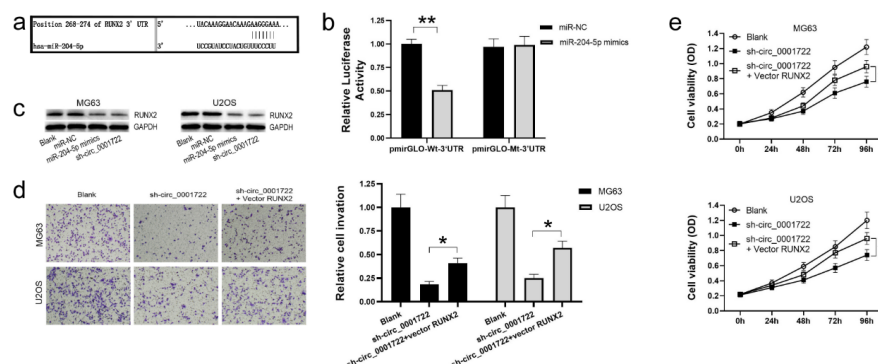 a
Position 268-274 of RUNX2 3' UTR
5' ...UACAAAGGAACAAAGAAGGGAAA...
hsa-miR-204-5p
3' UCCGUAUCCUACUGUUUCCCUU
b
Relative Luciferase
Activity
1.25
1.00
0.75
0.50
0.25
0.00
**
miR-NC
miR-204-5p mimics
pmirGLO-Wt-3'UTR
pmirGLO-Mt-3'UTR
c
MG63
RUNX2
GAPDH
Blank
miR-NC
miR-204-5p mimics
sh-circ_0001722
U2OS
RUNX2
GAPDH
Blank
miR-NC
miR-204-5p mimics
sh-circ_0001722
d
Blank
sh-circ_0001722
sh-circ_0001722
+ Vector RUNX2
MG63
U2OS
Relative cell invation
1.25
1.00
0.75
0.50
0.25
0.00
*
*
MG63
U2OS
Blank
sh-circ_0001722
sh-circ_0001722+vector RUNX2
Blank
sh-circ_0001722
sh-circ_0001722+vector RUNX2
e
MG63
Cell viability (OD)
1.4
1.2
1.0
0.8
0.6
0.4
0.2
0.0
Blank
sh-circ_0001722
sh-circ_0001722
+ Vector RUNX2
*
0h 24h 48h 72h 96h
U2OS
Cell viability (OD)
1.4
1.2
1.0
0.8
0.6
0.4
0.2
0.0
Blank
sh-circ_0001722
sh-circ_0001722
+ Vector RUNX2
*
0h 24h 48h 72h 96h